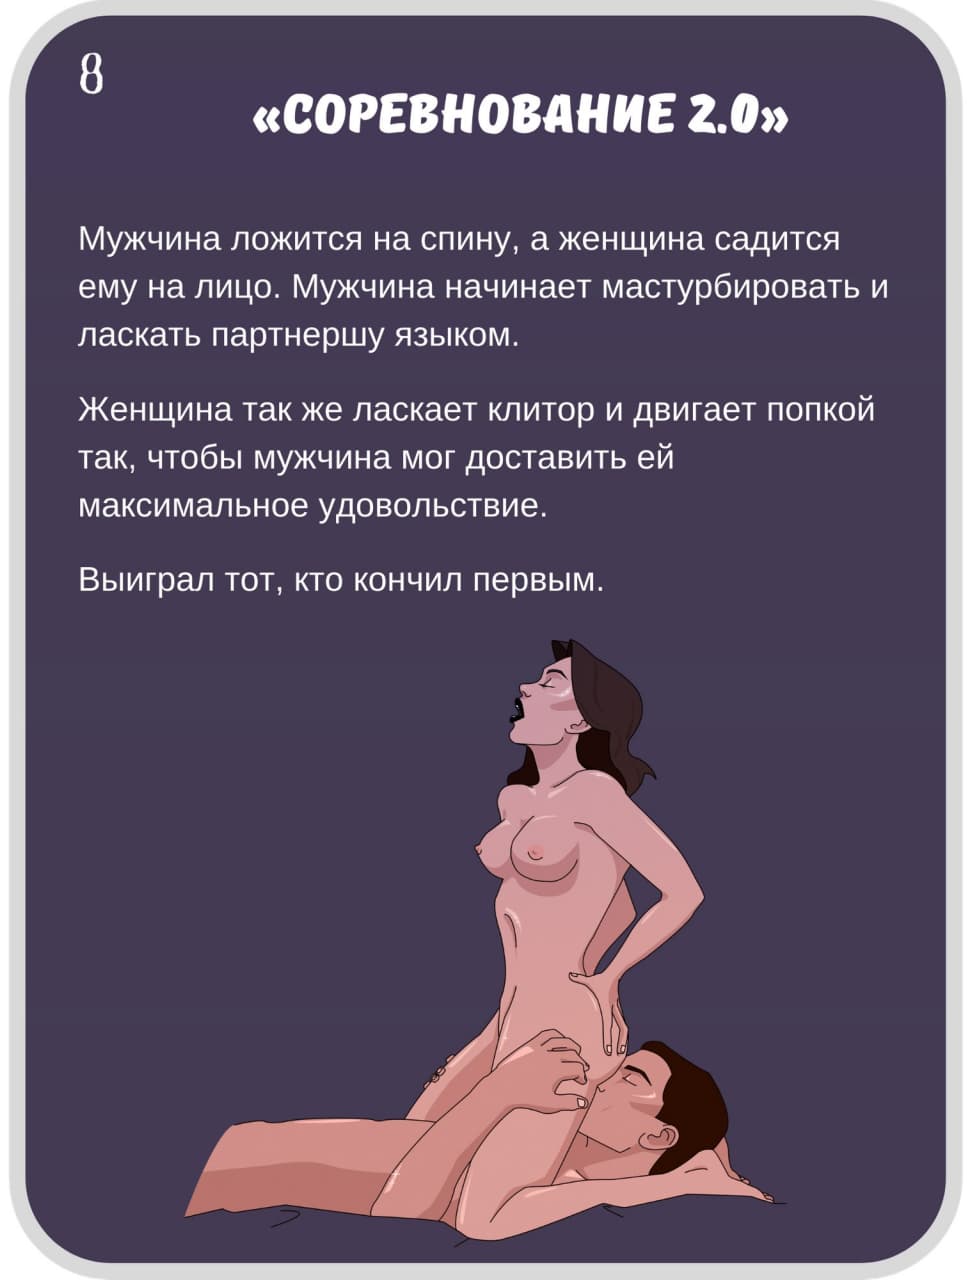 8
«СОРЕВНОВАНИЕ 2.0»
Мужчина ложится на спину, а женщина садится
ему на лицо. Мужчина начинает мастурбировать и
ласкать партнершу языком.
Женщина так же ласкает клитор и двигает попкой
так, чтобы мужчина мог доставить ей
максимальное удовольствие.
Выиграл тот, кто кончил первым.